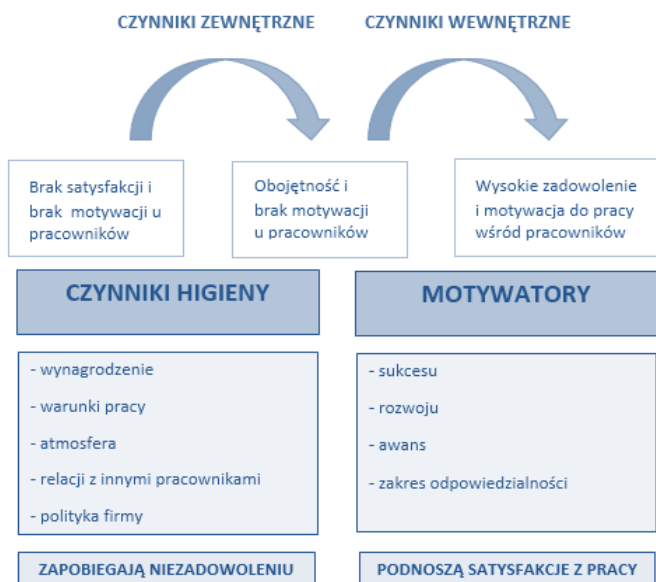 CZYNNIKI ZEWNĘTRZNE
CZYNNIKI WEWNĘTRZNE
Brak satysfakcji i
brak motywacji u
pracowników
Obojętność i
brak motywacji
u pracowników
Wysokie zadowolenie
i motywacja do pracy
wśród pracowników
CZYNNIKI HIGIENY
- wynagrodzenie
- warunki pracy
- atmosfera
- relacji z innymi pracownikami
- polityka firmy
ZAPOBIEGAJĄ NIEZADOWOLENIU
MOTYWATORY
- sukcesu
- rozwoju
- awans
- zakres odpowiedzialności
PODNOSZĄ SATYSFAKCJE Z PRACY